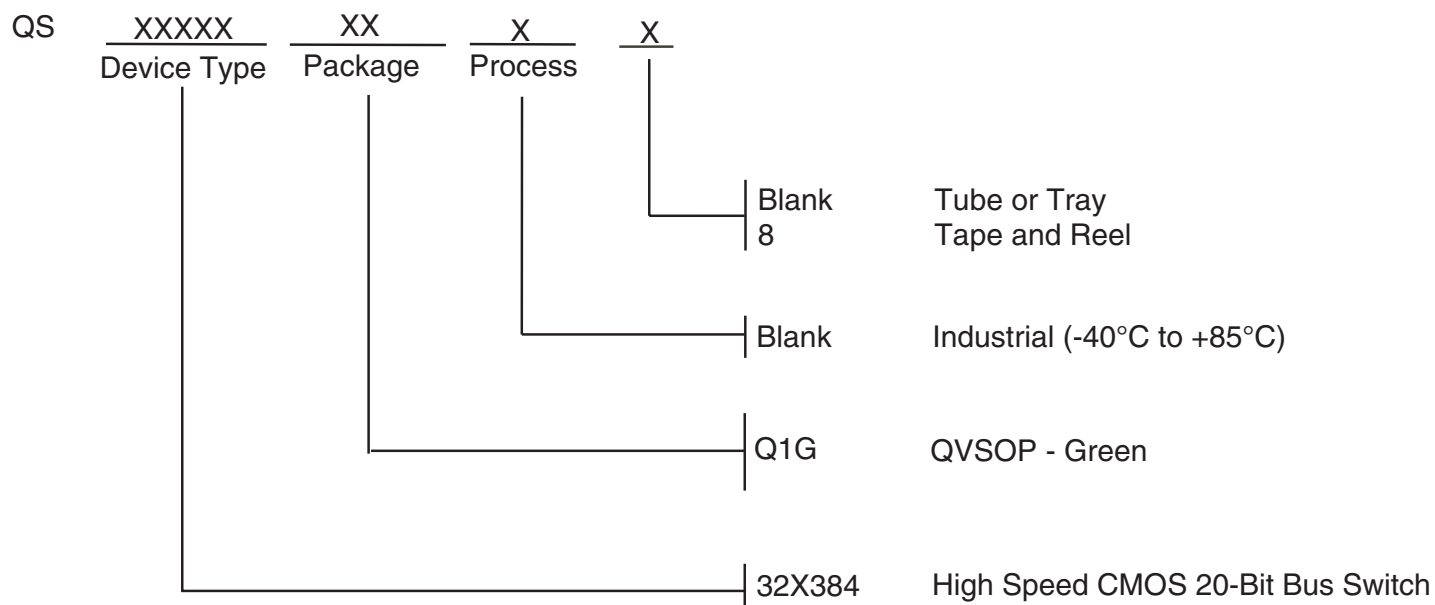 QS XXXXX XX X X
Device Type Package Process
Blank Tube or Tray
8 Tape and Reel
Blank Industrial (-40°C to +85°C)
Q1G QVSOP - Green
32X384 High Speed CMOS 20-Bit Bus Switch